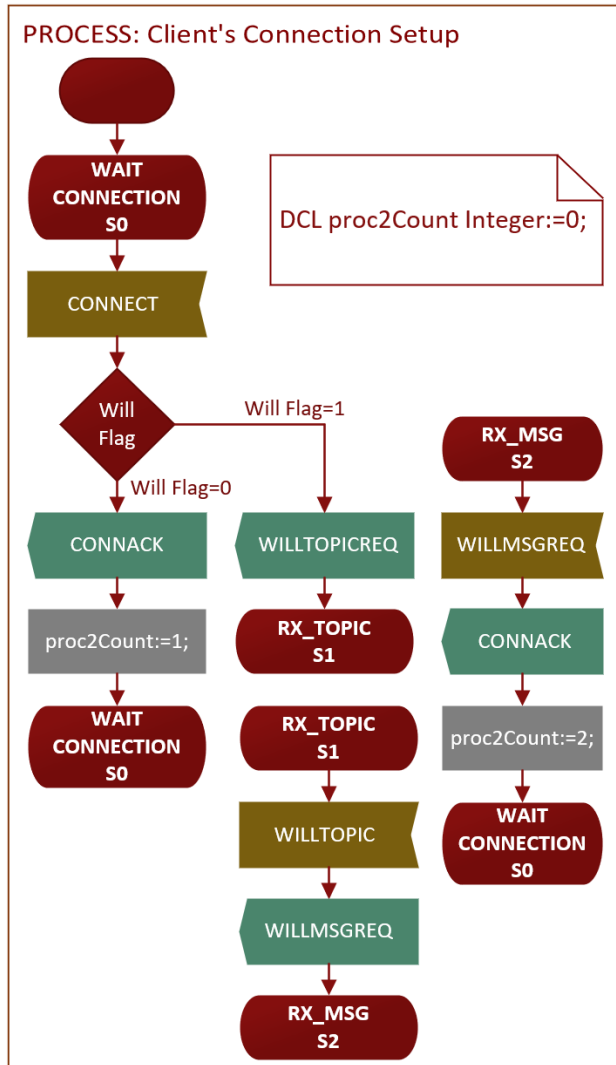 PROCESS: Client's Connection Setup
WAIT
CONNECTION
S0
DCL proc2Count Integer:=0;
CONNECT
Will
Flag
Will Flag=1
Will Flag=0
CONNACK
proc2Count:=1;
WAIT
CONNECTION
S0
WILLTOPICREQ
RX_TOPIC
S1
RX_TOPIC
S1
WILLTOPIC
WILLMSGREQ
RX_MSG
S2
RX_MSG
S2
WILLMSGREQ
CONNACK
proc2Count:=2;
WAIT
CONNECTION
S0